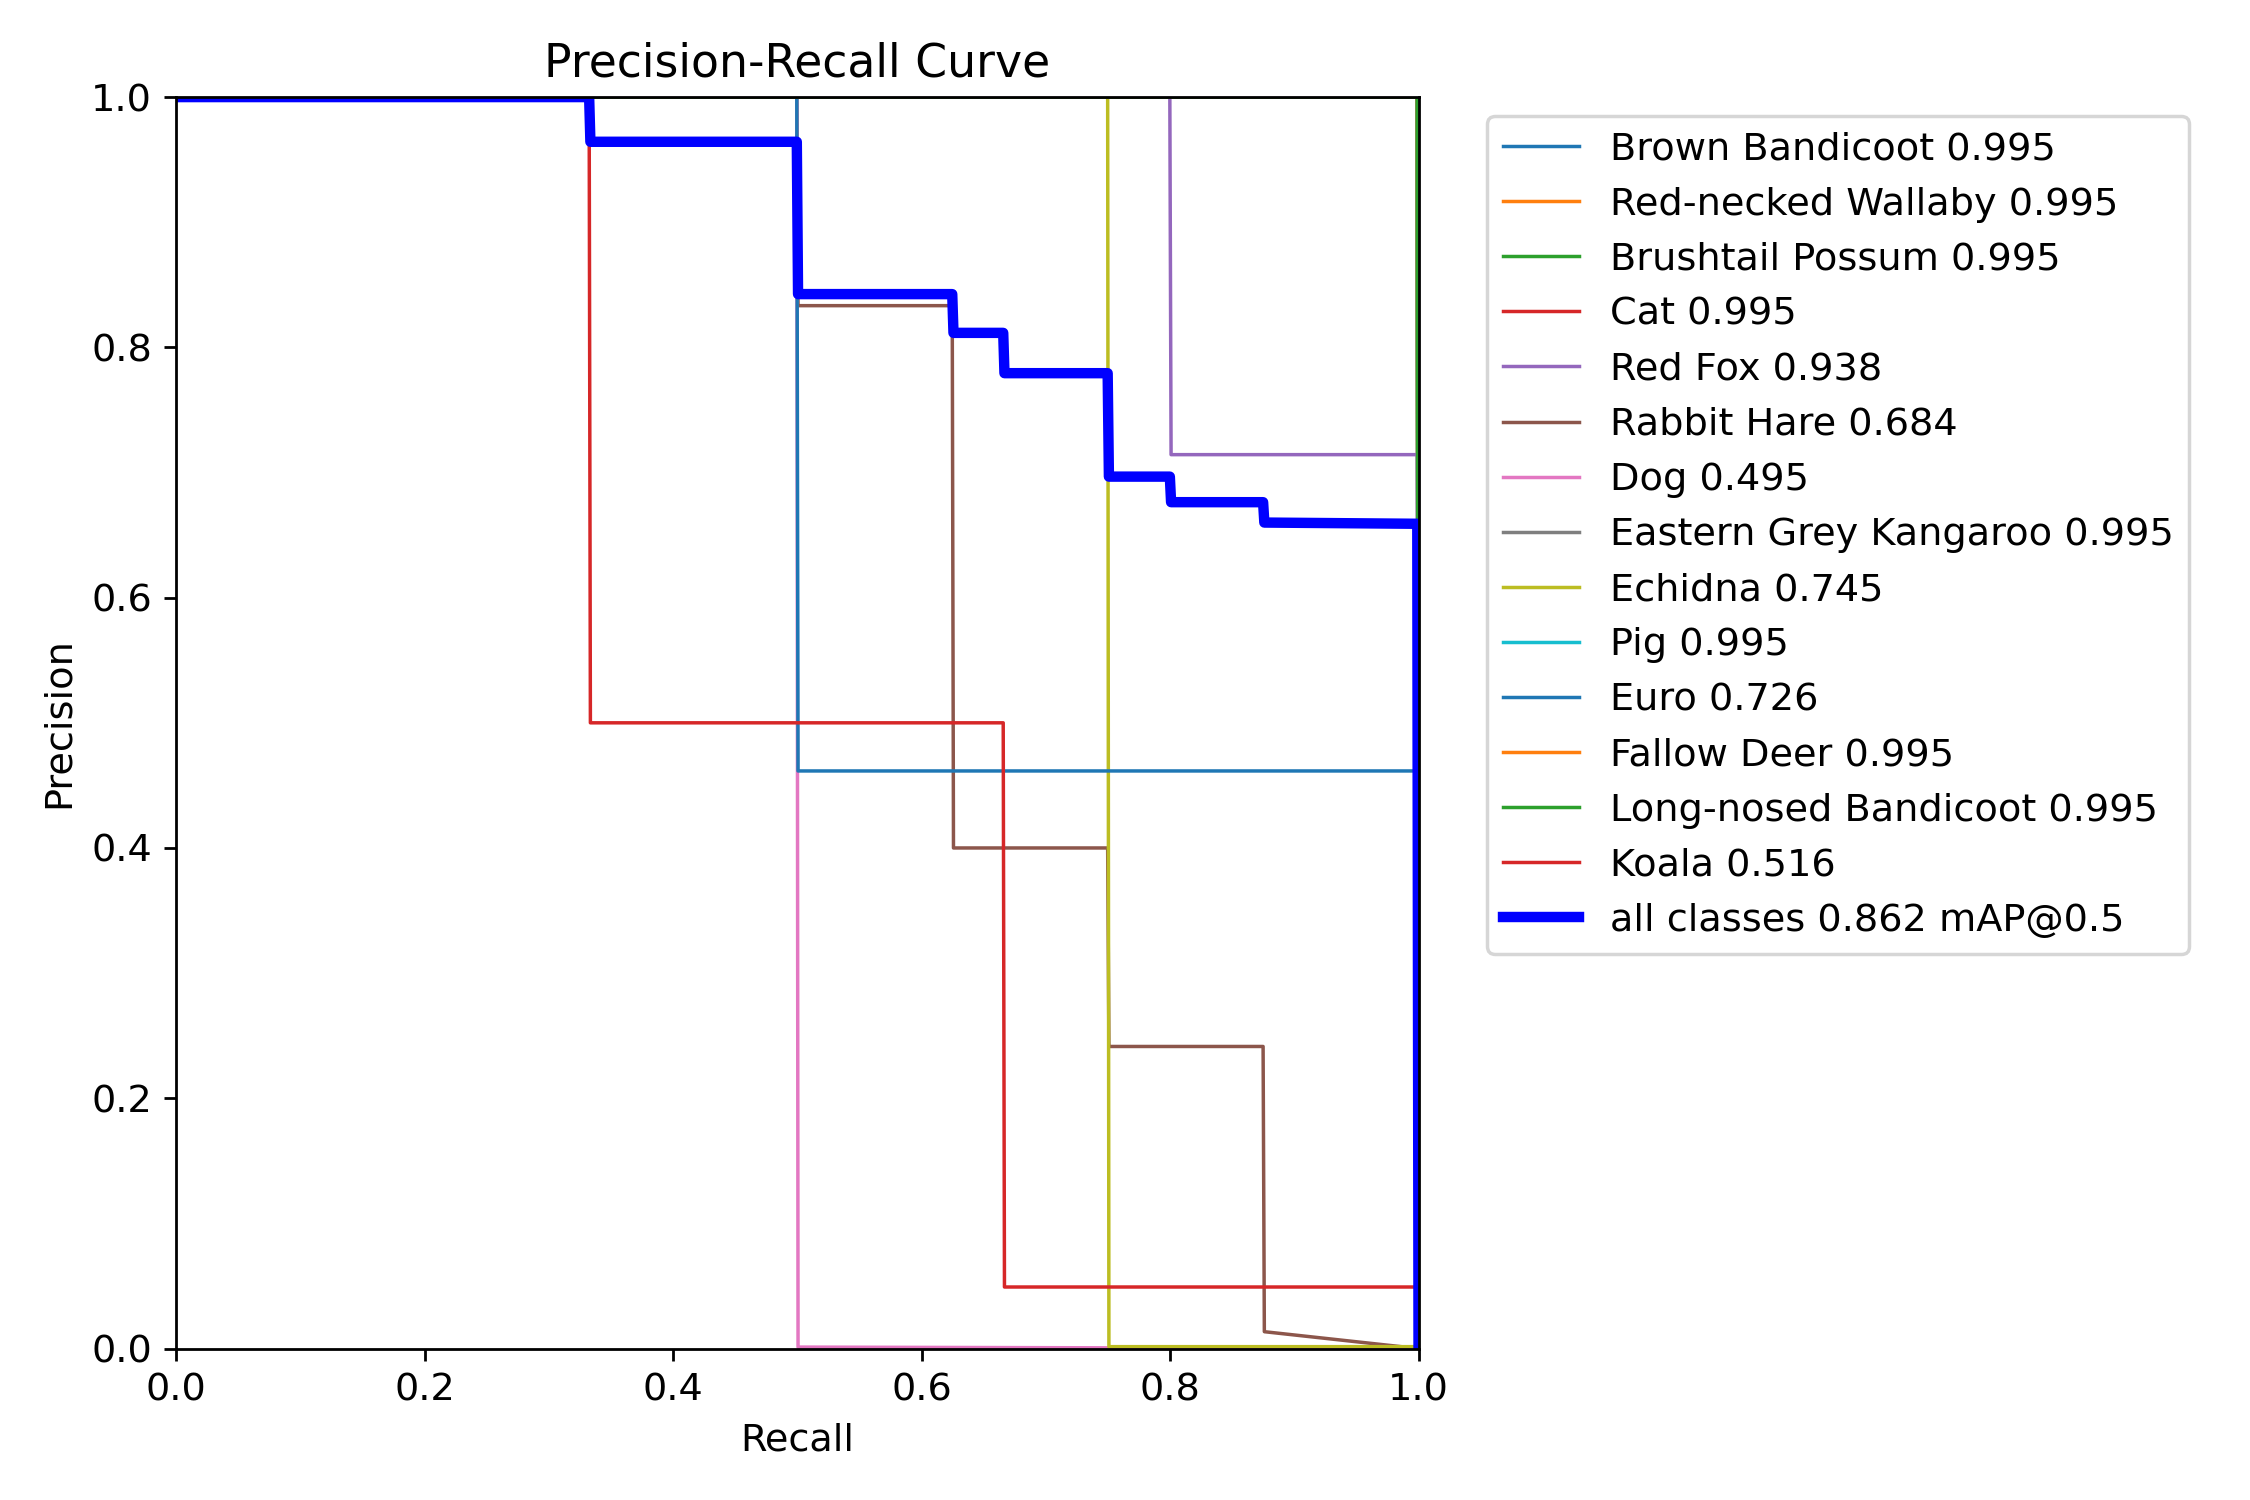 Precision-Recall Curve
1.0
0.8
0.6
0.4
0.2
0.0
Precision
0.0 0.2 0.4 0.6 0.8 1.0
Recall
Brown Bandicoot 0.995
Red-necked Wallaby 0.995
Brushtail Possum 0.995
Cat 0.995
Red Fox 0.938
Rabbit Hare 0.684
Dog 0.495
Eastern Grey Kangaroo 0.995
Echidna 0.745
Pig 0.995
Euro 0.726
Fallow Deer 0.995
Long-nosed Bandicoot 0.995
Koala 0.516
all classes 0.862 mAP@0.5